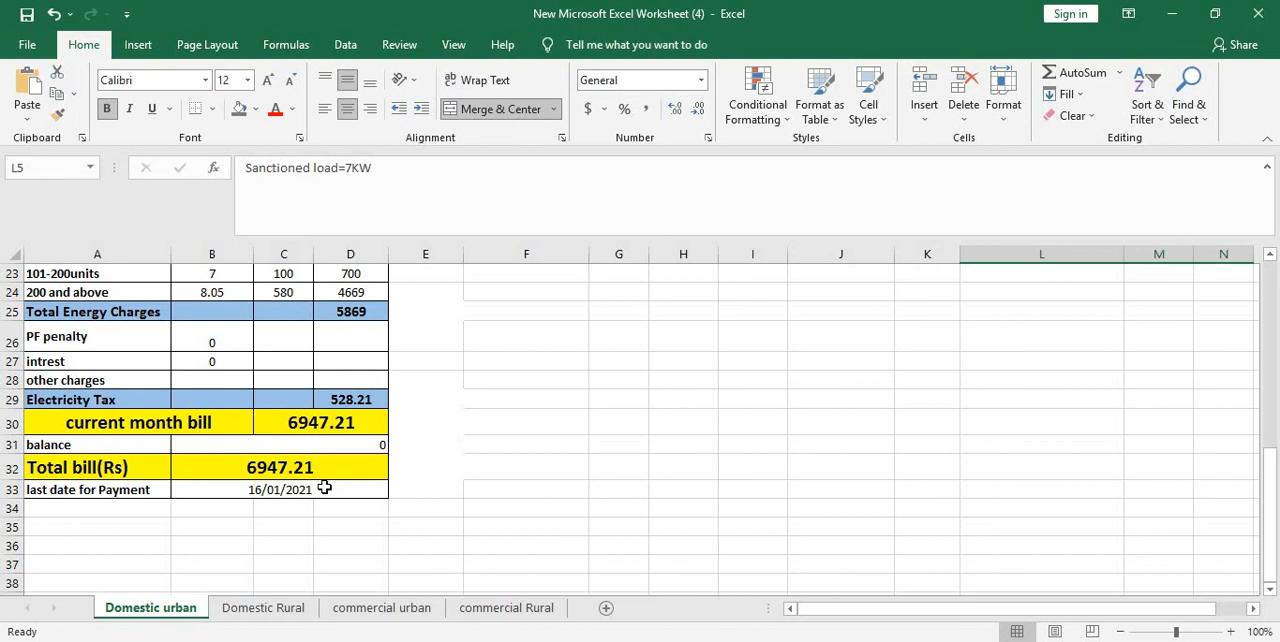 New Microsoft Excel Worksheet (4) - Excel
Sign in
File Home Insert Page Layout Formulas Data Review View Help Tell me what you want to do Share
Paste
Calibri 12
B I U
Wrap Text
Merge & Center
General
$ % ,
Conditional Formatting
Format as Table
Cell Styles
Insert
Delete
Format
AutoSum
Fill
Clear
Sort & Filter
Find & Select
Clipboard Font Alignment Number Styles Cells Editing
L5 fx Sanctioned load=7KW
A B C D E F G H I J K L M N
23 101-200units 7 100 700
24 200 and above 8.05 580 4669
25 Total Energy Charges 5869
26 PF penalty 0
27 intrest 0
28 other charges
29 Electricity Tax 528.21
30 current month bill 6947.21
31 balance 0
32 Total bill(Rs) 6947.21
33 last date for Payment 16/01/2021
34
35
36
37
38
Domestic urban Domestic Rural commercial urban commercial Rural
Ready 100%